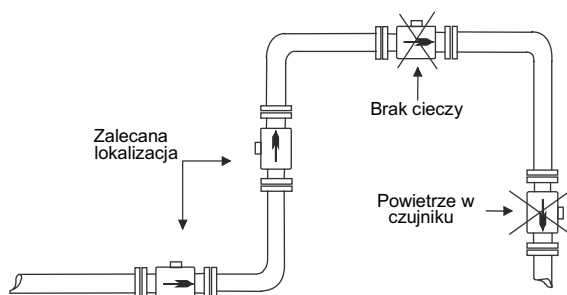 Brak cieczy
Zalecana
lokalizacja
Powietrze w
czujniku